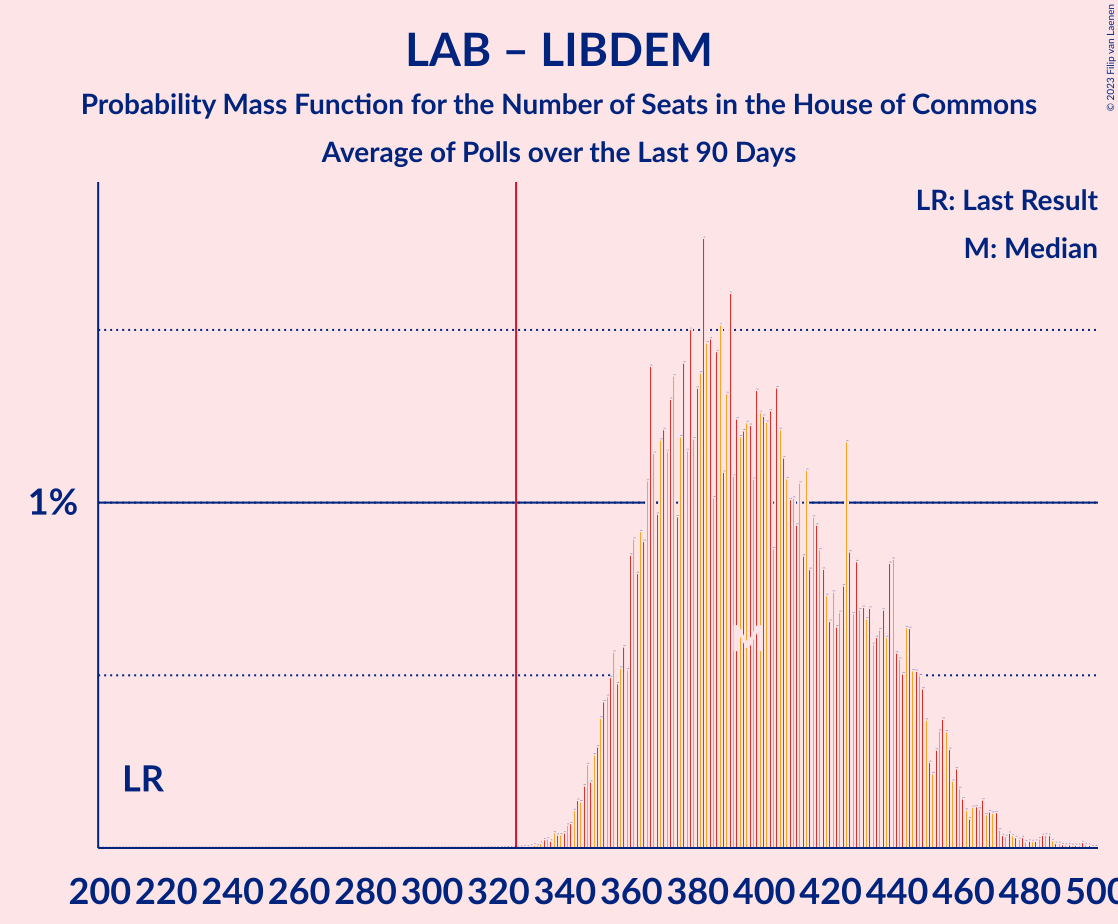 LAB – LIBDEM
Probability Mass Function for the Number of Seats in the House of Commons
Average of Polls over the Last 90 Days
© 2023 Filip van Laenen
LR: Last Result
M: Median
1%
M
LR
200 220 240 260 280 300 320 340 360 380 400 420 440 460 480 500